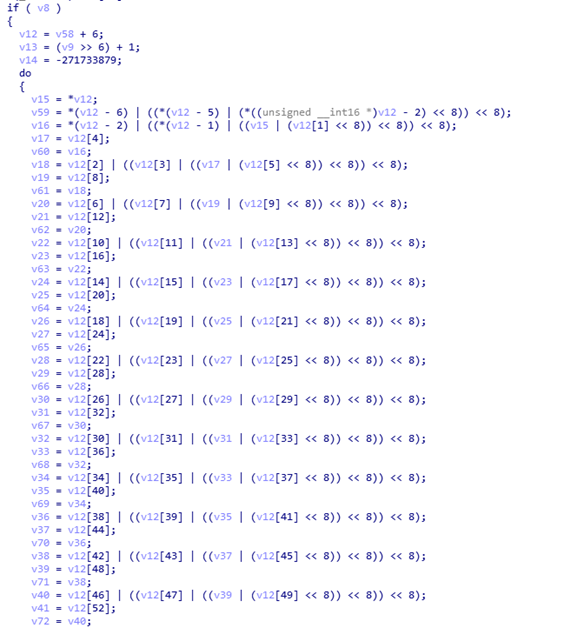 if ( v8 )
{
v12 = v58 + 6;
v13 = (v9 >> 6) + 1;
v14 = -271733879;
do
{
v15 = *v12;
v59 = *(v12 - 6) | ((*(v12 - 5) | (*((unsigned __int16 *)v12 - 2) << 8)) << 8);
v16 = *(v12 - 2) | ((*(v12 - 1) | ((v15 | (v12[1] << 8)) << 8)) << 8);
v17 = v12[4];
v60 = v16;
v18 = v12[2] | ((v12[3] | ((v17 | (v12[5] << 8)) << 8)) << 8);
v19 = v12[8];
v61 = v18;
v20 = v12[6] | ((v12[7] | ((v19 | (v12[9] << 8)) << 8)) << 8);
v21 = v12[12];
v62 = v20;
v22 = v12[10] | ((v12[11] | ((v21 | (v12[13] << 8)) << 8)) << 8);
v23 = v12[16];
v63 = v22;
v24 = v12[14] | ((v12[15] | ((v23 | (v12[17] << 8)) << 8)) << 8);
v25 = v12[20];
v64 = v24;
v26 = v12[18] | ((v12[19] | ((v25 | (v12[21] << 8)) << 8)) << 8);
v27 = v12[24];
v65 = v26;
v28 = v12[22] | ((v12[23] | ((v27 | (v12[25] << 8)) << 8)) << 8);
v29 = v12[28];
v66 = v28;
v30 = v12[26] | ((v12[27] | ((v29 | (v12[29] << 8)) << 8)) << 8);
v31 = v12[32];
v67 = v30;
v32 = v12[30] | ((v12[31] | ((v31 | (v12[33] << 8)) << 8)) << 8);
v33 = v12[36];
v68 = v32;
v34 = v12[34] | ((v12[35] | ((v33 | (v12[37] << 8)) << 8)) << 8);
v35 = v12[40];
v69 = v34;
v36 = v12[38] | ((v12[39] | ((v35 | (v12[41] << 8)) << 8)) << 8);
v37 = v12[44];
v70 = v36;
v38 = v12[42] | ((v12[43] | ((v37 | (v12[45] << 8)) << 8)) << 8);
v39 = v12[48];
v71 = v38;
v40 = v12[46] | ((v12[47] | ((v39 | (v12[49] << 8)) << 8)) << 8);
v41 = v12[52];
v72 = v40;